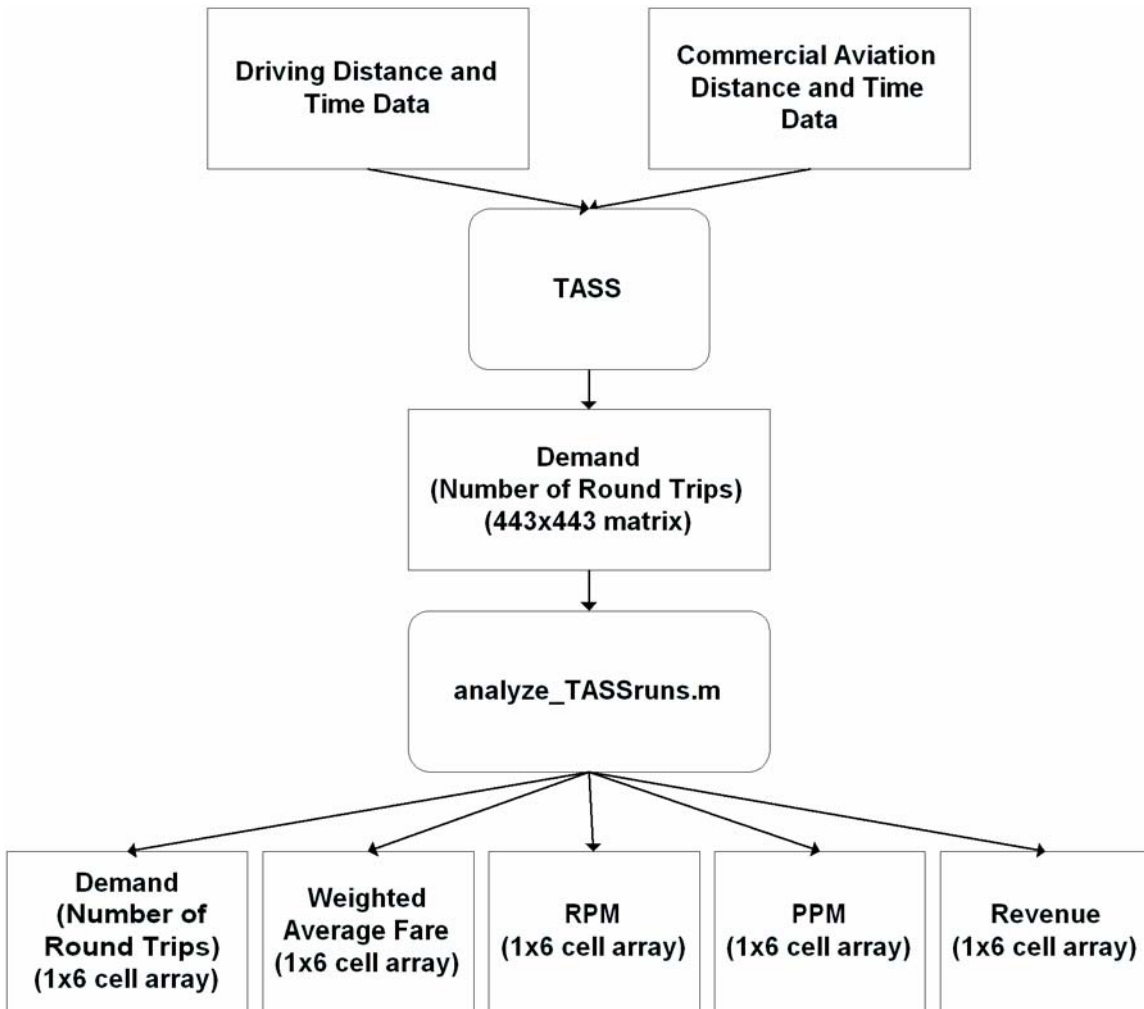 Driving Distance and
Time Data
Commercial Aviation
Distance and Time
Data
TASS
Demand
(Number of Round Trips)
(443x443 matrix)
analyze_TASSruns.m
Demand
(Number of
Round Trips)
(1x6 cell array)
Weighted
Average Fare
(1x6 cell array)
RPM
(1x6 cell array)
PPM
(1x6 cell array)
Revenue
(1x6 cell array)